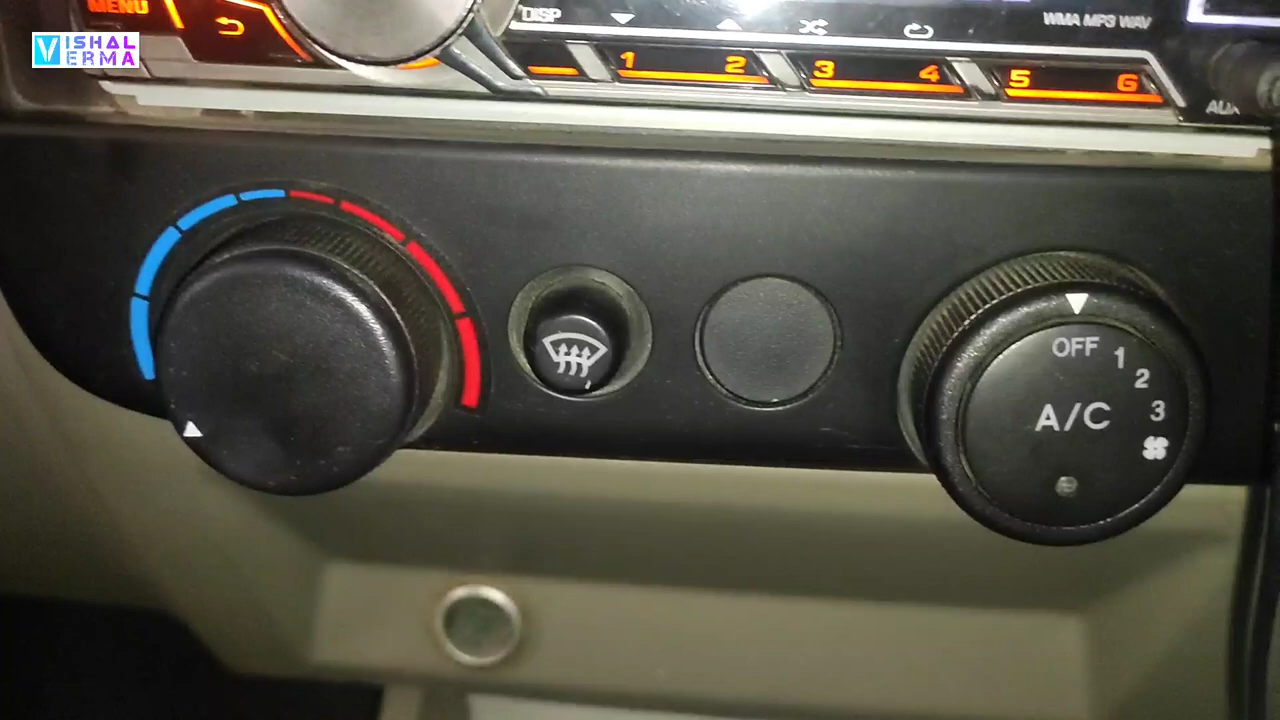 MENU
DISP
WMA MP3 WAV
VISHAL
VERMA
1 2 3 4 5 6
AUX
OFF 1
2
3
A/C